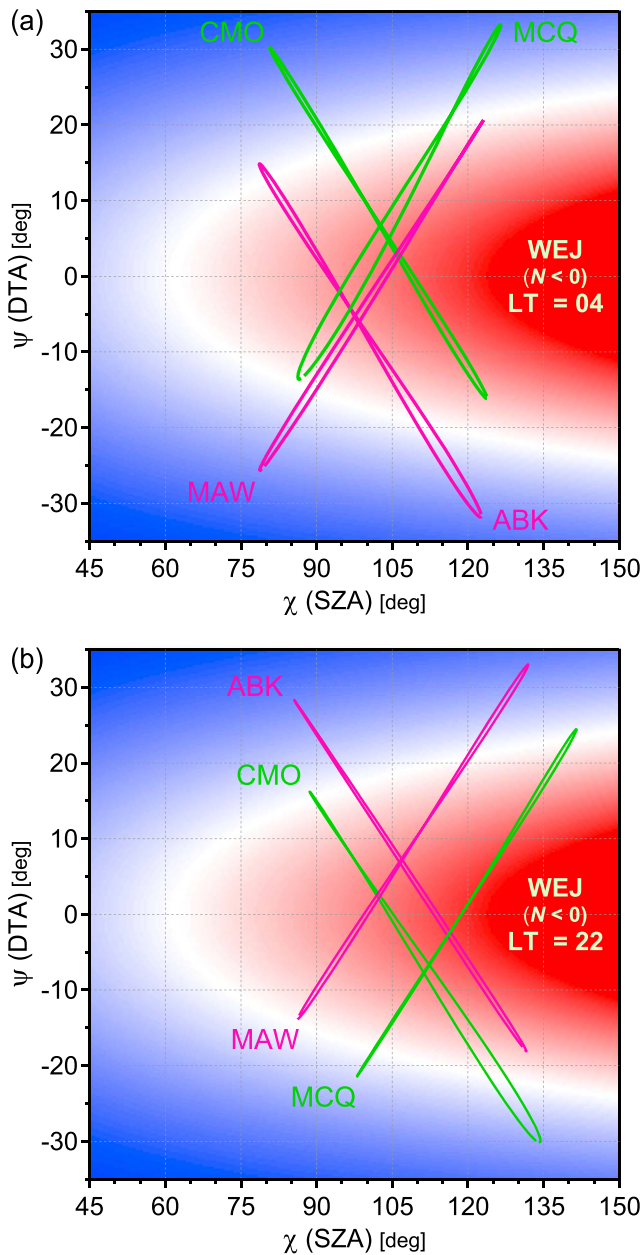 (a)
CMO
MCQ
MAW
ABK
WEJ
(N < 0)
LT = 04
30
20
10
0
-10
-20
-30
ψ (DTA) [deg]
45 60 75 90 105 120 135 150
χ (SZA) [deg]
(b)
ABK
CMO
MAW
MCQ
WEJ
(N < 0)
LT = 22
30
20
10
0
-10
-20
-30
ψ (DTA) [deg]
45 60 75 90 105 120 135 150
χ (SZA) [deg]